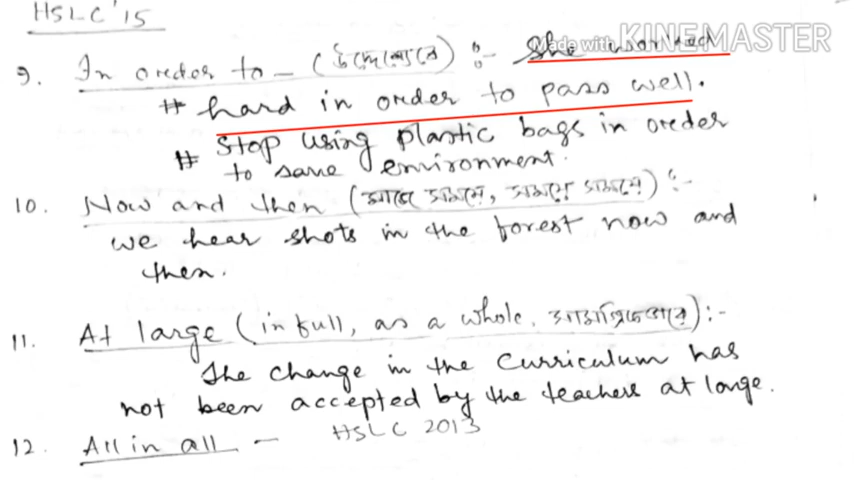 HSLC '15
Made with KINEMASTER
9. In order to — (উদ্দেশ্যেৰে) :- She worked
# hard in order to pass well.
# Stop using plastic bags in order
to save environment.
10. Now and then (মাজে সময়ে, সময়ে সময়ে) :-
we hear shots in the forest now and
then.
11. At large (in full, as a whole, সামগ্ৰিকভাৱে) :-
The change in the curriculum has
not been accepted by the teachers at large.
12. All in all — HSLC 2013